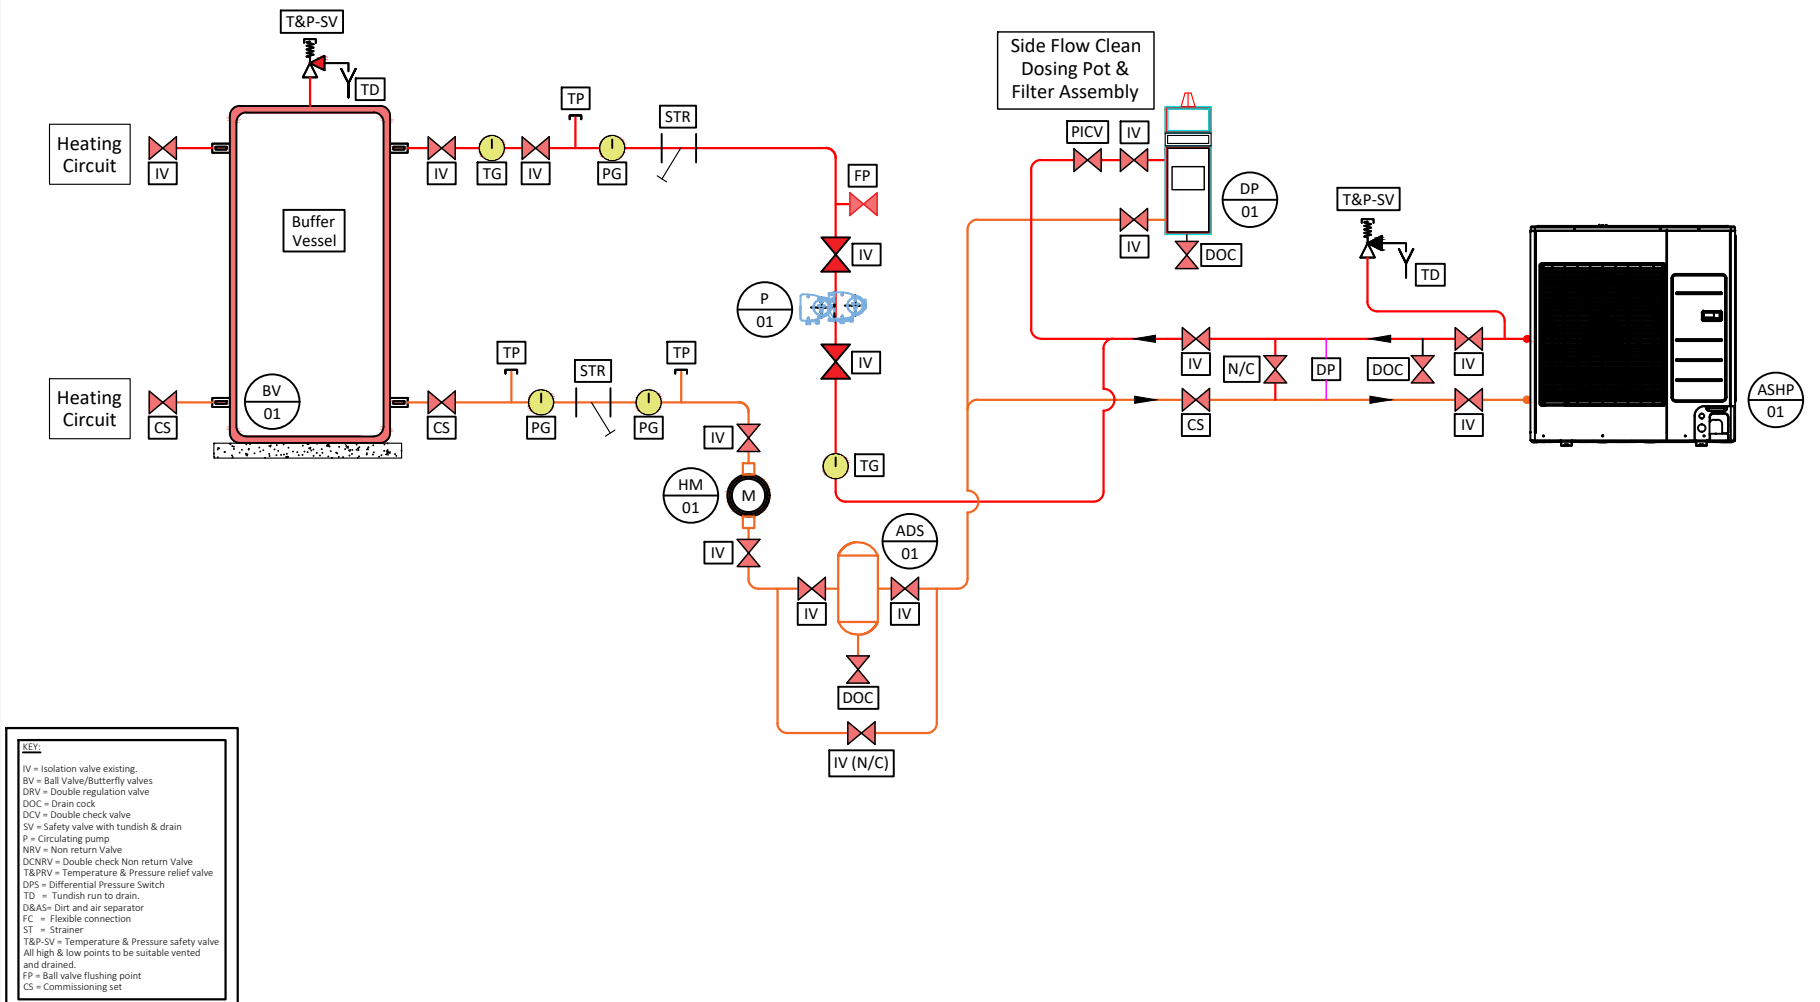 T&P-SV
TD
Heating
Circuit
IV
IV
TG
IV
TP
PG
STR
Buffer
Vessel
FP
IV
P
01
IV
Side Flow Clean
Dosing Pot &
Filter Assembly
PICV
IV
DP
01
IV
DOC
T&P-SV
TD
IV
N/C
DP
DOC
IV
CS
IV
ASHP
01
Heating
Circuit
CS
BV
01
CS
TP
PG
STR
TP
PG
IV
HM
01
M
IV
TG
ADS
01
IV
IV
DOC
IV (N/C)
KEY:
IV = Isolation valve existing.
BV = Ball Valve/Butterfly valves
DRV = Double regulation valve
DOC = Drain cock
DCV = Double check valve
SV = Safety valve with tundish & drain
P = Circulating pump
NRV = Non return Valve
DCNRV = Double check Non return Valve
T&PRV = Temperature & Pressure relief valve
DPS = Differential Pressure Switch
TD = Tundish run to drain.
D&AS= Dirt and air separator
FC = Flexible connection
ST = Strainer
T&P-SV = Temperature & Pressure safety valve
All high & low points to be suitable vented
and drained.
FP = Ball valve flushing point
CS = Commissioning set